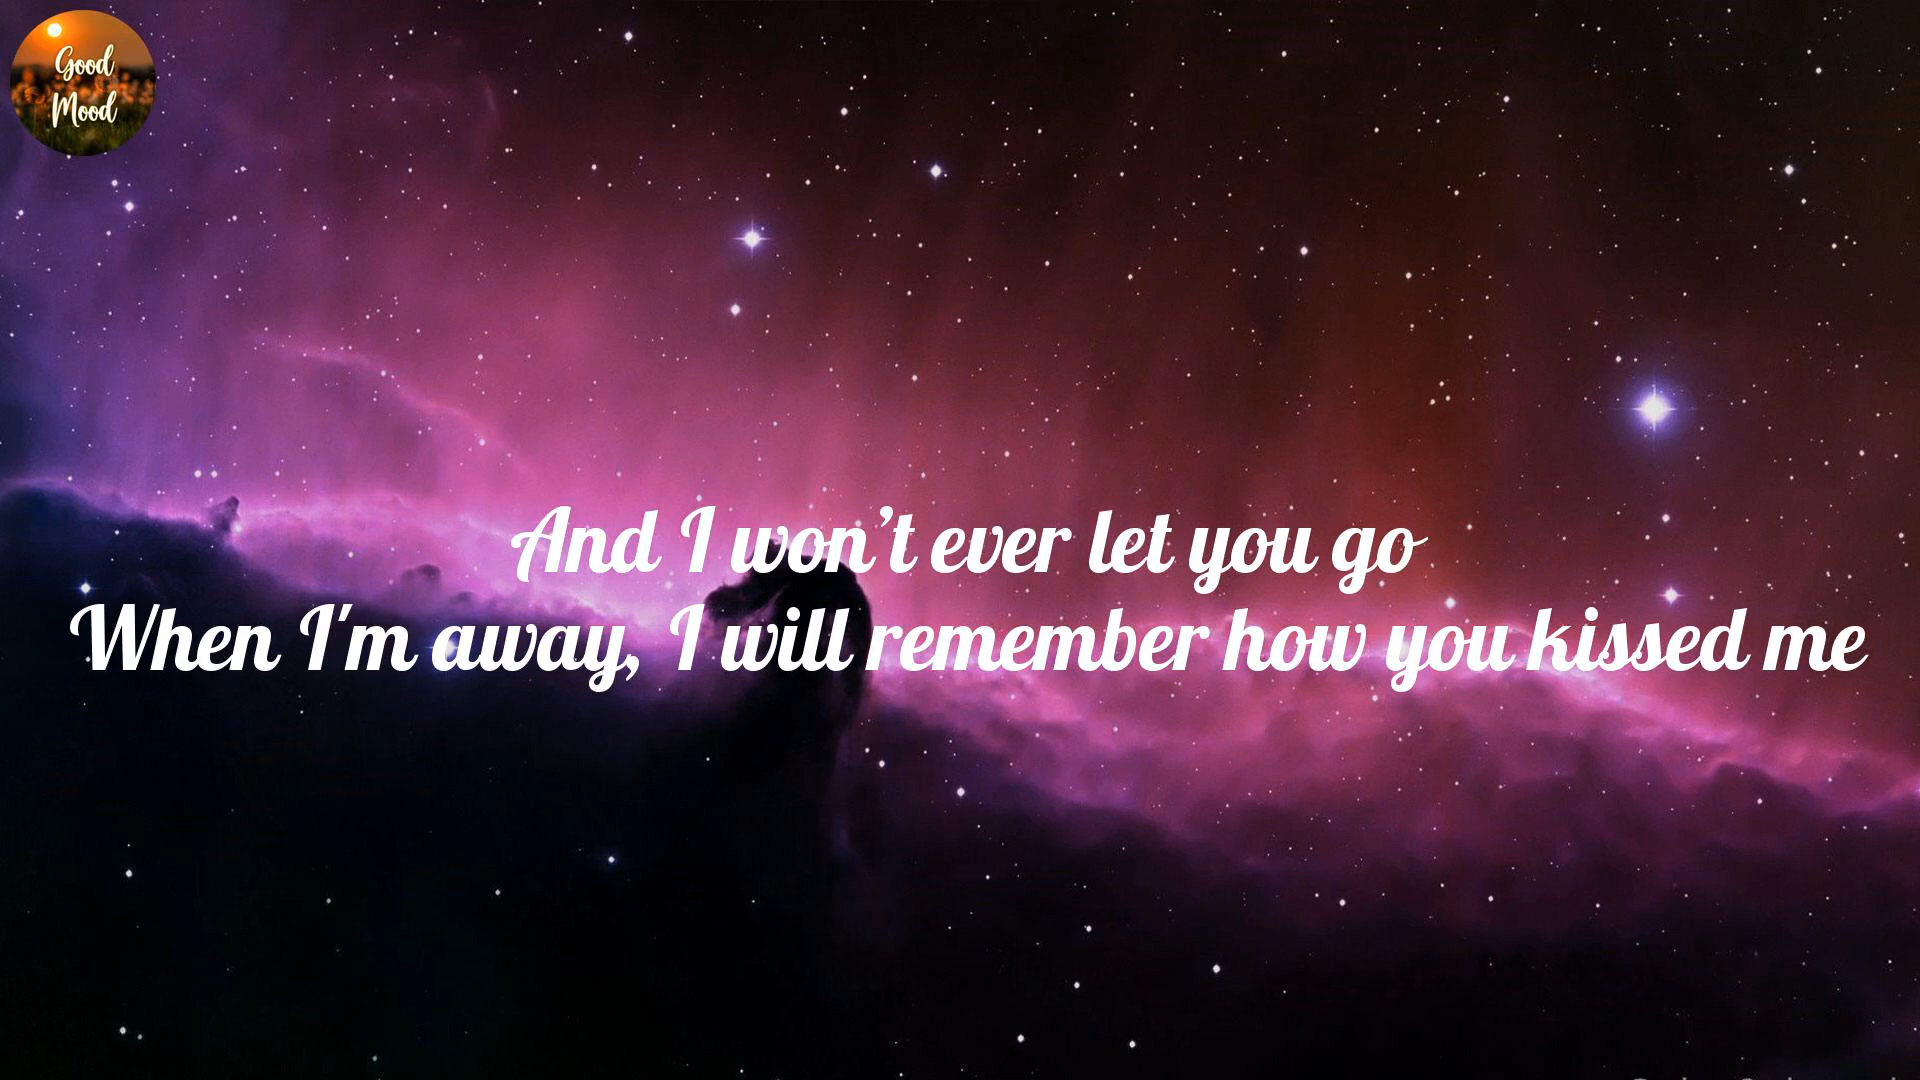 Good
Mood
And I won’t ever let you go
When I'm away, I will remember how you kissed me